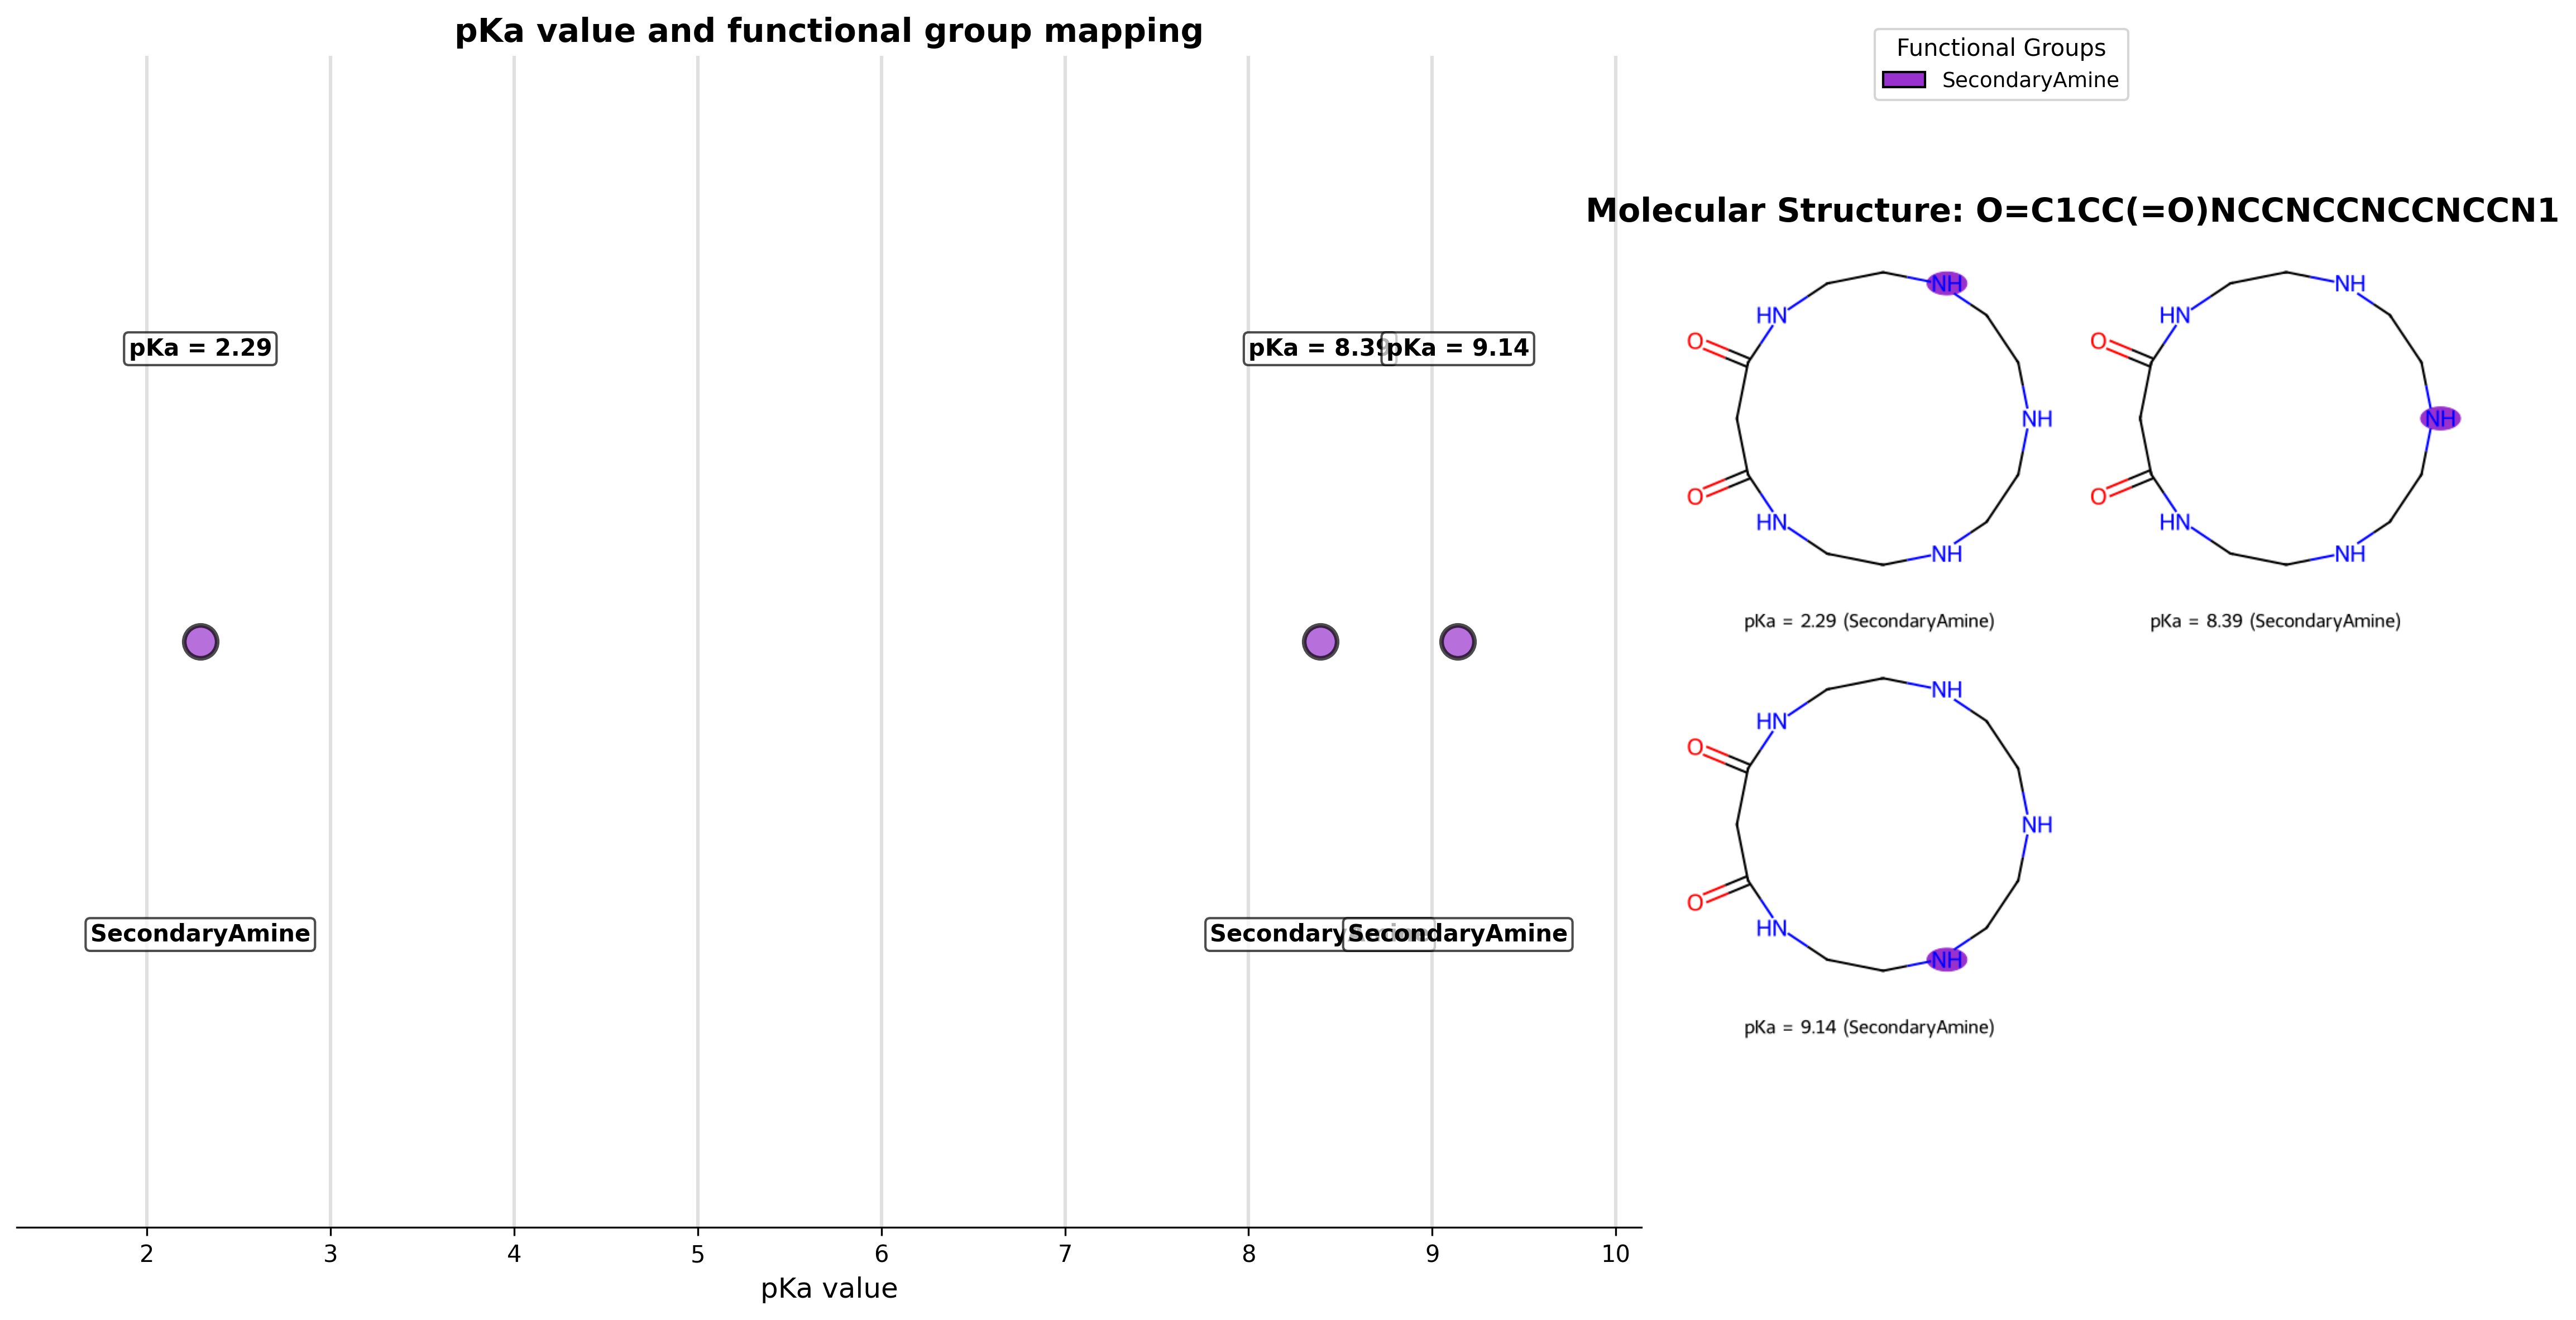 pKa value and functional group mapping
Functional Groups
SecondaryAmine
Molecular Structure: O=C1CC(=O)NCCNCCNCCNCCN1
pKa = 2.29
pKa = 8.39
pKa = 9.14
SecondaryAmine
SecondaryAmine
SecondaryAmine
2 3 4 5 6 7 8 9 10
pKa value
NH
HN
O
NH
O
HN
NH
pKa = 2.29 (SecondaryAmine)
NH
HN
O
NH
O
HN
NH
pKa = 8.39 (SecondaryAmine)
NH
HN
O
NH
O
HN
NH
pKa = 9.14 (SecondaryAmine)